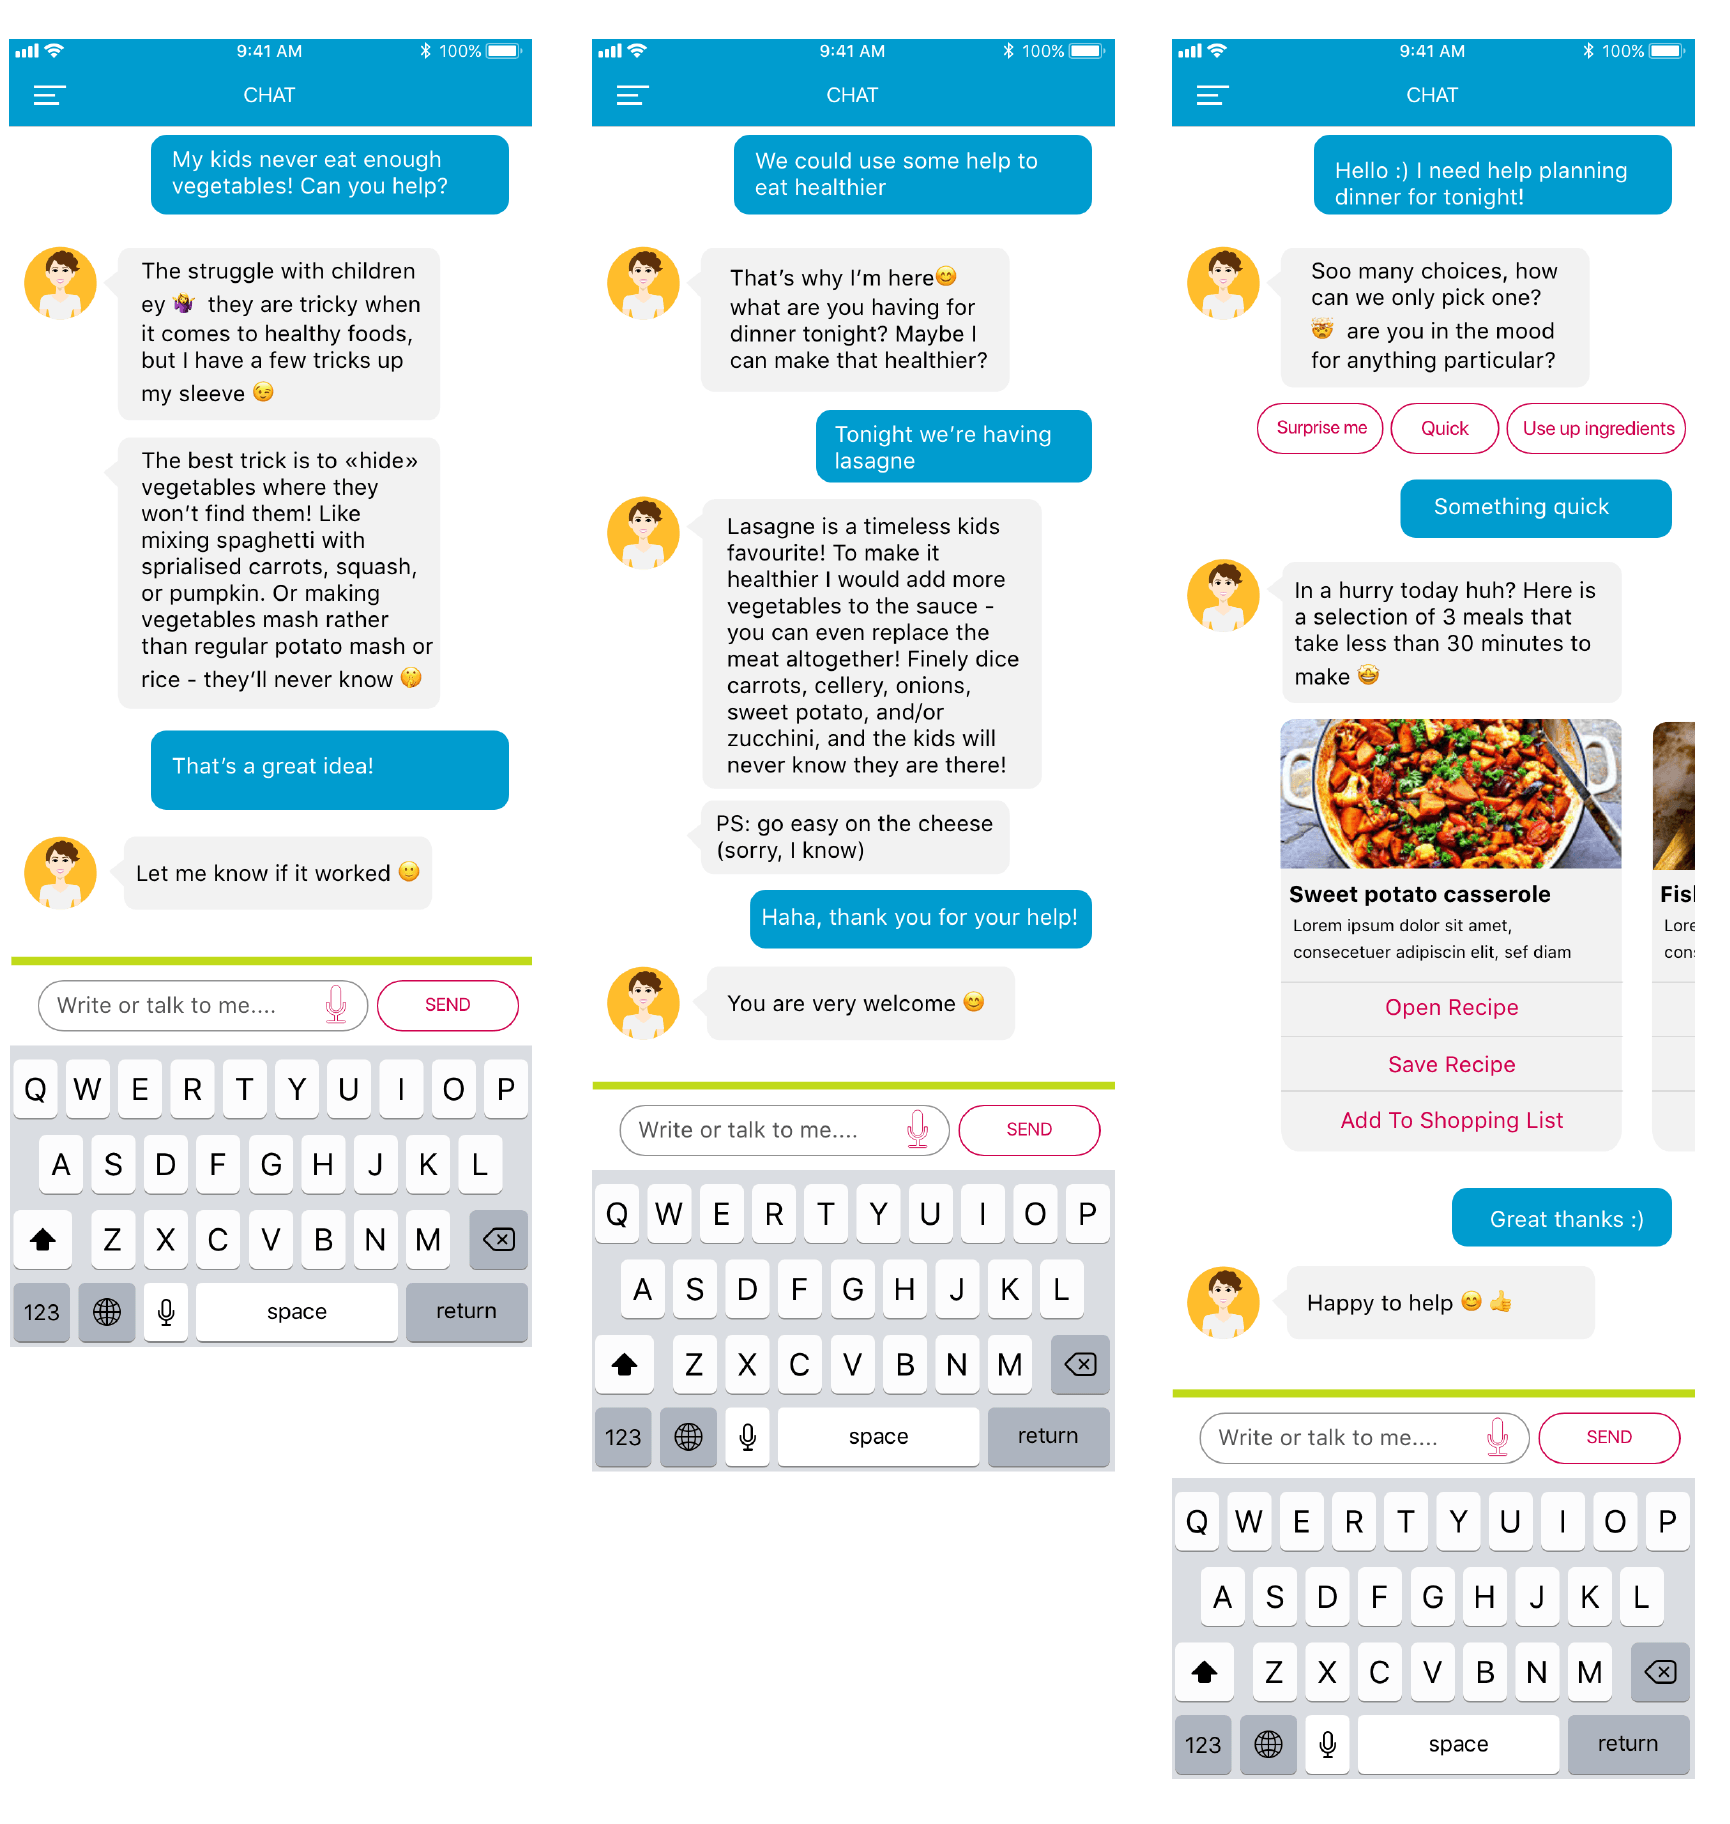 9:41 AM
100%
CHAT
My kids never eat enough
vegetables! Can you help?
The struggle with children
ey 🤷‍♀️ they are tricky when
it comes to healthy foods,
but I have a few tricks up
my sleeve 😉
The best trick is to «hide»
vegetables where they
won't find them! Like
mixing spaghetti with
sprialised carrots, squash,
or pumpkin. Or making
vegetables mash rather
than regular potato mash or
rice - they'll never know 🤫
That's a great idea!
Let me know if it worked 🙂
Write or talk to me....
SEND
Q W E R T Y U I O P
A S D F G H J K L
Z X C V B N M
123
space
return
9:41 AM
100%
CHAT
We could use some help to
eat healthier
That's why I'm here😊
what are you having for
dinner tonight? Maybe I
can make that healthier?
Tonight we're having
lasagne
Lasagne is a timeless kids
favourite! To make it
healthier I would add more
vegetables to the sauce -
you can even replace the
meat altogether! Finely dice
carrots, cellery, onions,
sweet potato, and/or
zucchini, and the kids will
never know they are there!
PS: go easy on the cheese
(sorry, I know)
Haha, thank you for your help!
You are very welcome 😊
Write or talk to me....
SEND
Q W E R T Y U I O P
A S D F G H J K L
Z X C V B N M
123
space
return
9:41 AM
100%
CHAT
Hello :) I need help planning
dinner for tonight!
Soo many choices, how
can we only pick one?
🤯 are you in the mood
for anything particular?
Surprise me
Quick
Use up ingredients
Something quick
In a hurry today huh? Here is
a selection of 3 meals that
take less than 30 minutes to
make 🤩
Sweet potato casserole
Lorem ipsum dolor sit amet,
consecetuer adipiscin elit, sef diam
Open Recipe
Save Recipe
Add To Shopping List
Great thanks :)
Happy to help 😊 👍
Write or talk to me....
SEND
Q W E R T Y U I O P
A S D F G H J K L
Z X C V B N M
123
space
return